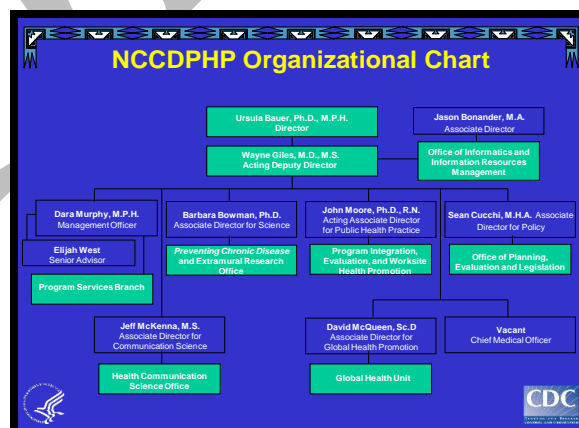 NCCDPHP Organizational Chart
Ursula Bauer, Ph.D., M.P.H.
Director
Jason Bonander, M.A.
Associate Director
Wayne Giles, M.D., M.S.
Acting Deputy Director
Office of Informatics and
Information Resources
Management
Dara Murphy, M.P.H.
Management Officer
Barbara Bowman, Ph.D.
Associate Director for Science
John Moore, Ph.D., R.N.
Acting Associate Director
for Public Health Practice
Sean Cucchi, M.H.A. Associate
Director for Policy
Elijah West
Senior Advisor
Preventing Chronic Disease
and Extramural Research
Office
Program Integration,
Evaluation, and Worksite
Health Promotion
Office of Planning,
Evaluation and Legislation
Program Services Branch
Jeff McKenna, M.S.
Associate Director for
Communication Science
David McQueen, Sc.D
Associate Director for
Global Health Promotion
Vacant
Chief Medical Officer
Health Communication
Science Office
Global Health Unit
CDC